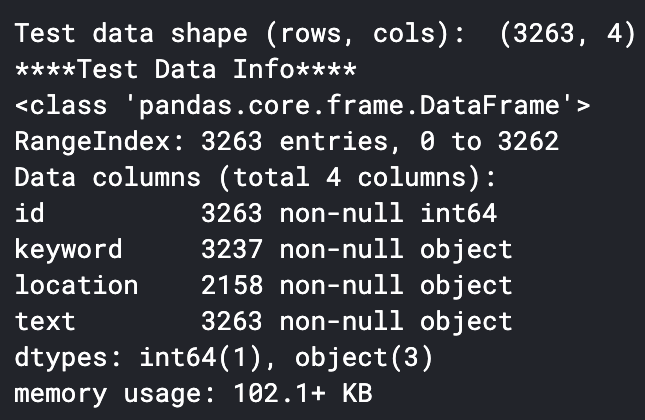 Test data shape (rows, cols):  (3263, 4)
****Test Data Info****
<class 'pandas.core.frame.DataFrame'>
RangeIndex: 3263 entries, 0 to 3262
Data columns (total 4 columns):
id          3263 non-null int64
keyword     3237 non-null object
location    2158 non-null object
text        3263 non-null object
dtypes: int64(1), object(3)
memory usage: 102.1+ KB